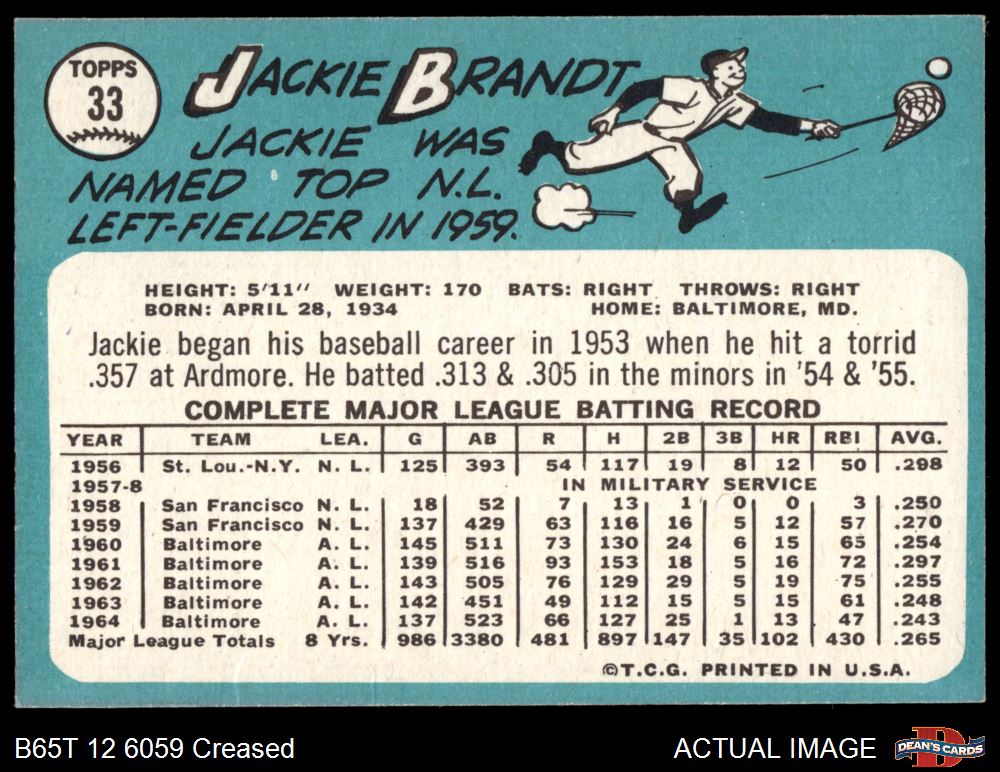 TOPPS
33
JACKIE BRANDT
JACKIE WAS
NAMED TOP N.L.
LEFT-FIELDER IN 1959.
HEIGHT: 5'11" WEIGHT: 170 BATS: RIGHT THROWS: RIGHT
BORN: APRIL 28, 1934 HOME: BALTIMORE, MD.
Jackie began his baseball career in 1953 when he hit a torrid
.357 at Ardmore. He batted .313 & .305 in the minors in '54 & '55.
COMPLETE MAJOR LEAGUE BATTING RECORD
YEAR TEAM LEA. G AB R H 2B 3B HR RBI AVG.
1956 St. Lou.-N.Y. N. L. 125 393 54 117 19 8 12 50 .298
1957-8 IN MILITARY SERVICE
1958 San Francisco N. L. 18 52 7 13 1 0 0 3 .250
1959 San Francisco N. L. 137 429 63 116 16 5 12 57 .270
1960 Baltimore A. L. 145 511 73 130 24 6 15 65 .254
1961 Baltimore A. L. 139 516 93 153 18 5 16 72 .297
1962 Baltimore A. L. 143 505 76 129 29 5 19 75 .255
1963 Baltimore A. L. 142 451 49 112 15 5 15 61 .248
1964 Baltimore A. L. 137 523 66 127 25 1 13 47 .243
Major League Totals 8 Yrs. 986 3380 481 897 147 35 102 430 .265
©T.C.G. PRINTED IN U.S.A.
B65T 12 6059 Creased ACTUAL IMAGE DEAN'S CARDS